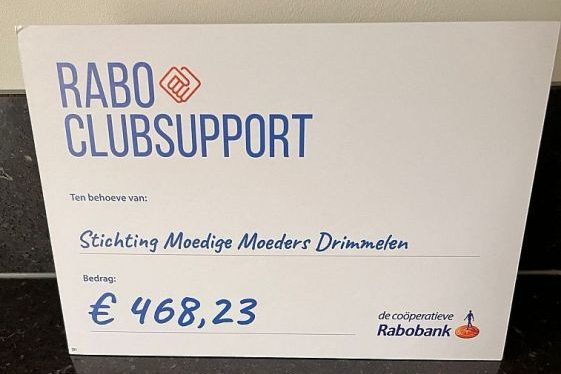 RABO
CLUBSUPPORT
Ten behoeve van:
Stichting Moedige Moeders Drimmelen
Bedrag:
€ 468,23
de coöperatieve
Rabobank